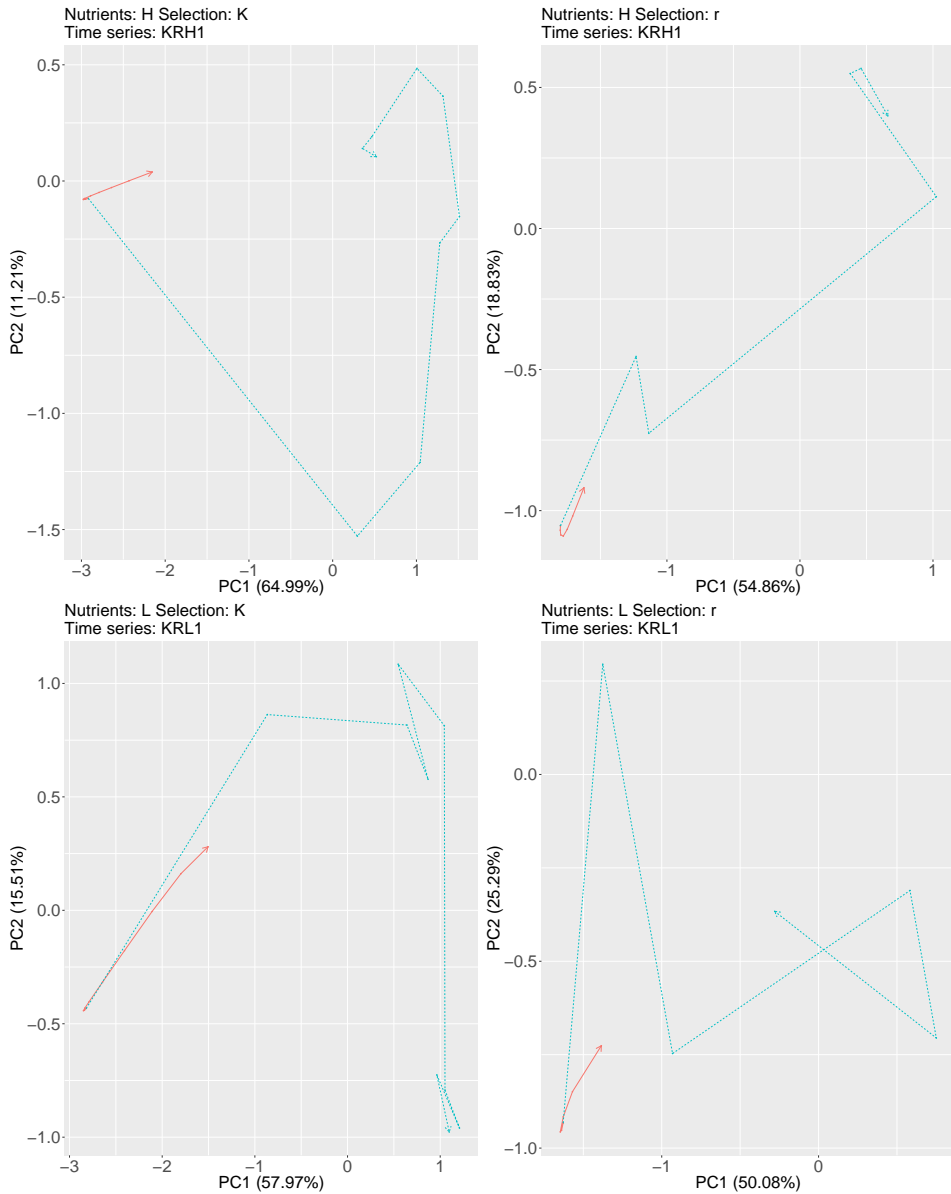 Nutrients: H Selection: K
Time series: KRH1
0.5
0.0
−0.5
−1.0
−1.5
PC2 (11.21%)
−3 −2 −1 0 1
PC1 (64.99%)
Nutrients: H Selection: r
Time series: KRH1
0.5
0.0
−0.5
−1.0
PC2 (18.83%)
−1 0 1
PC1 (54.86%)
Nutrients: L Selection: K
Time series: KRL1
1.0
0.5
0.0
−0.5
−1.0
PC2 (15.51%)
−3 −2 −1 0 1
PC1 (57.97%)
Nutrients: L Selection: r
Time series: KRL1
0.0
−0.5
−1.0
PC2 (25.29%)
−1 0
PC1 (50.08%)